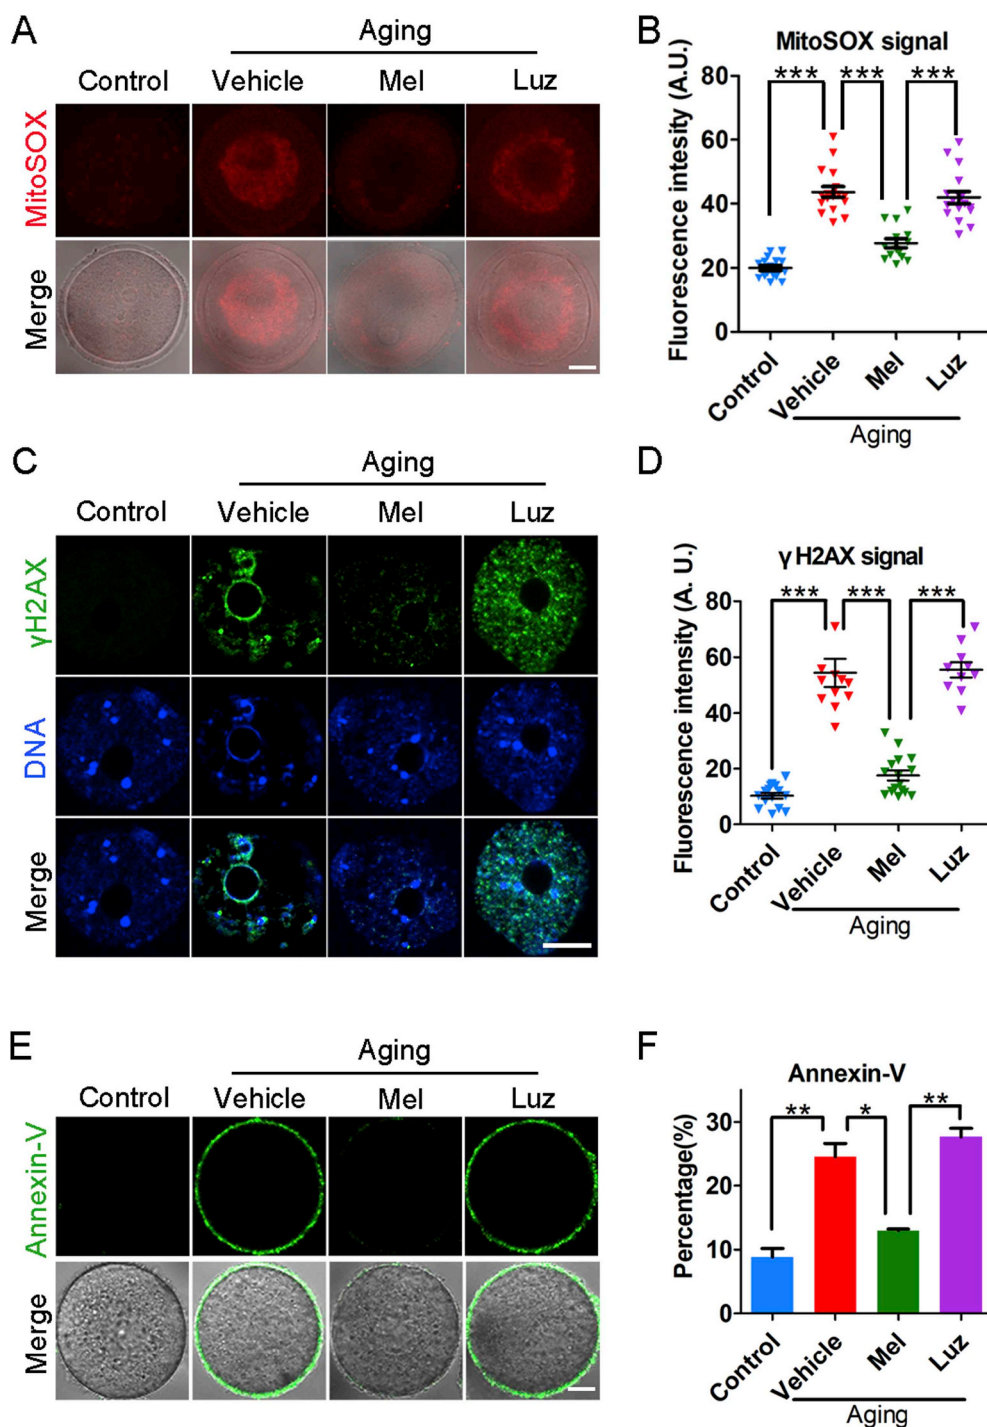 A
Aging
Control Vehicle Mel Luz
MitoSOX
Merge
B
MitoSOX signal
Fluorescence intesity (A.U.)
*** *** ***
80
60
40
20
0
Control Vehicle Mel Luz
Aging
C
Aging
Control Vehicle Mel Luz
γH2AX
DNA
Merge
D
γ H2AX signal
Fluorescence intensity (A. U.)
*** *** ***
80
60
40
20
0
Control Vehicle Mel Luz
Aging
E
Aging
Control Vehicle Mel Luz
Annexin-V
Merge
F
Annexin-V
Percentage(%)
** * **
30
20
10
0
Control Vehicle Mel Luz
Aging